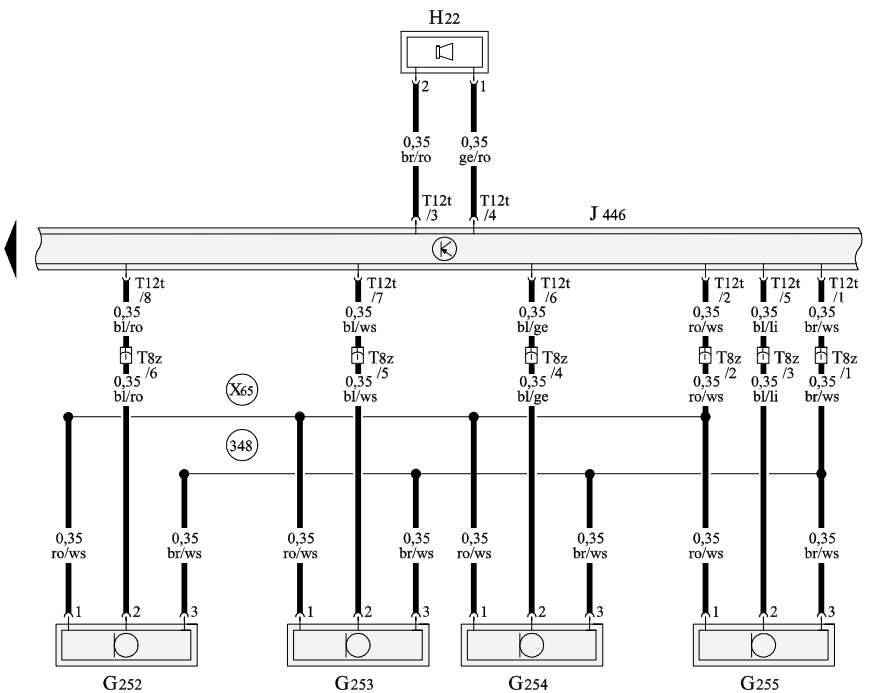 H22
2 1
0,35 0,35
br/ro ge/ro
T12t T12t
/3 /4
J 446
T12t T12t T12t T12t T12t T12t
/8 /7 /6 /2 /5 /1
0,35 0,35 0,35 0,35 0,35 0,35
bl/ro bl/ws bl/ge ro/ws bl/li br/ws
T8z T8z T8z T8z T8z T8z
/6 /5 /4 /2 /3 /1
0,35 0,35 0,35 0,35 0,35 0,35
bl/ro bl/ws bl/ge ro/ws bl/li br/ws
X65
348
0,35 0,35 0,35 0,35 0,35 0,35 0,35 0,35
ro/ws br/ws ro/ws br/ws ro/ws br/ws ro/ws br/ws
1 2 3 1 2 3 1 2 3 1 2 3
G252 G253 G254 G255